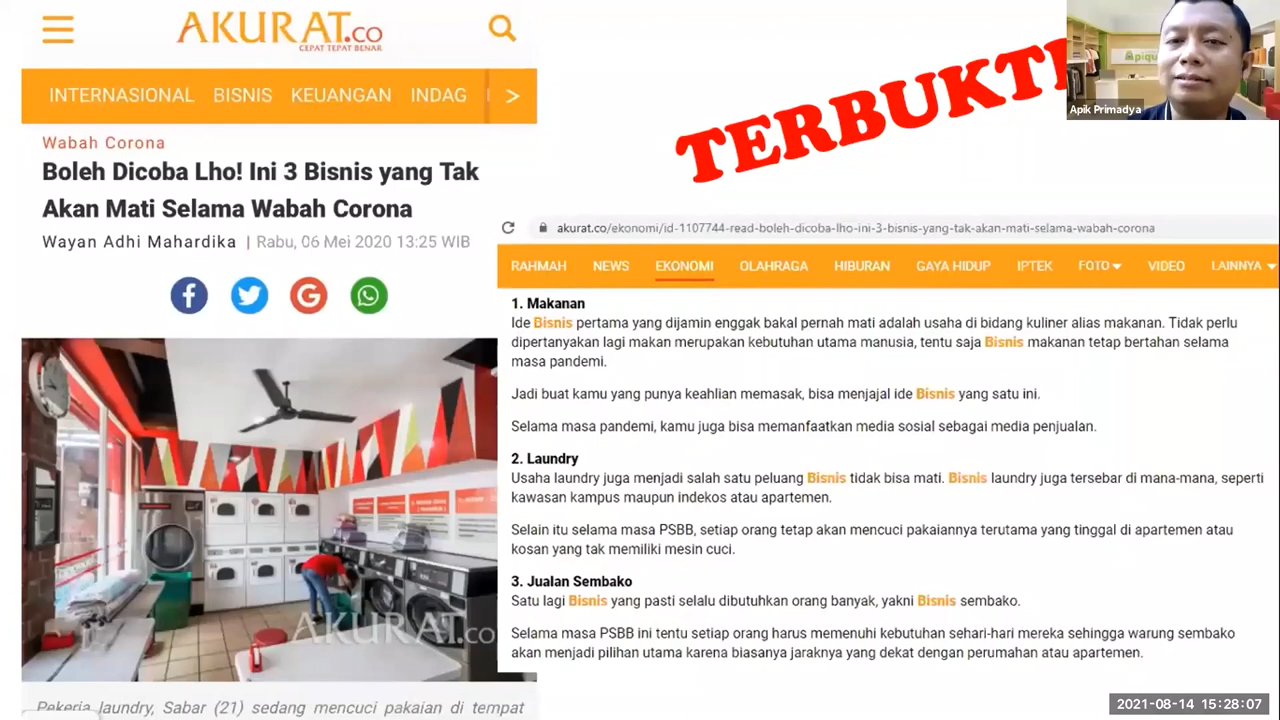 AKURAT.CO
CEPAT TEPAT BENAR
INTERNASIONAL BISNIS KEUANGAN INDAG
Wabah Corona
Boleh Dicoba Lho! Ini 3 Bisnis yang Tak
Akan Mati Selama Wabah Corona
Wayan Adhi Mahardika | Rabu, 06 Mei 2020 13:25 WIB
AKURAT.co
Pekerja laundry, Sabar (21) sedang mencuci pakaian di tempat
TERBUKTI
Apik Primadya
akurat.co/ekonomi/id-1107744-read-boleh-dicoba-lho-ini-3-bisnis-yang-tak-akan-mati-selama-wabah-corona
RAHMAH NEWS EKONOMI OLAHRAGA HIBURAN GAYA HIDUP IPTEK FOTO VIDEO LAINNYA
1. Makanan
Ide Bisnis pertama yang dijamin enggak bakal pernah mati adalah usaha di bidang kuliner alias makanan. Tidak perlu
dipertanyakan lagi makan merupakan kebutuhan utama manusia, tentu saja Bisnis makanan tetap bertahan selama
masa pandemi.
Jadi buat kamu yang punya keahlian memasak, bisa menjajal ide Bisnis yang satu ini.
Selama masa pandemi, kamu juga bisa memanfaatkan media sosial sebagai media penjualan.
2. Laundry
Usaha laundry juga menjadi salah satu peluang Bisnis tidak bisa mati. Bisnis laundry juga tersebar di mana-mana, seperti
kawasan kampus maupun indekos atau apartemen.
Selain itu selama masa PSBB, setiap orang tetap akan mencuci pakaiannya terutama yang tinggal di apartemen atau
kosan yang tak memiliki mesin cuci.
3. Jualan Sembako
Satu lagi Bisnis yang pasti selalu dibutuhkan orang banyak, yakni Bisnis sembako.
Selama masa PSBB ini tentu setiap orang harus memenuhi kebutuhan sehari-hari mereka sehingga warung sembako
akan menjadi pilihan utama karena biasanya jaraknya yang dekat dengan perumahan atau apartemen.
2021-08-14 15:28:07